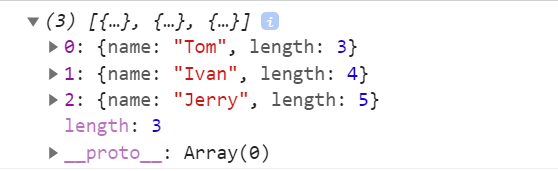 ▼ (3) [{…}, {…}, {…}] i
▶ 0: {name: "Tom", length: 3}
▶ 1: {name: "Ivan", length: 4}
▶ 2: {name: "Jerry", length: 5}
length: 3
▶ __proto__: Array(0)